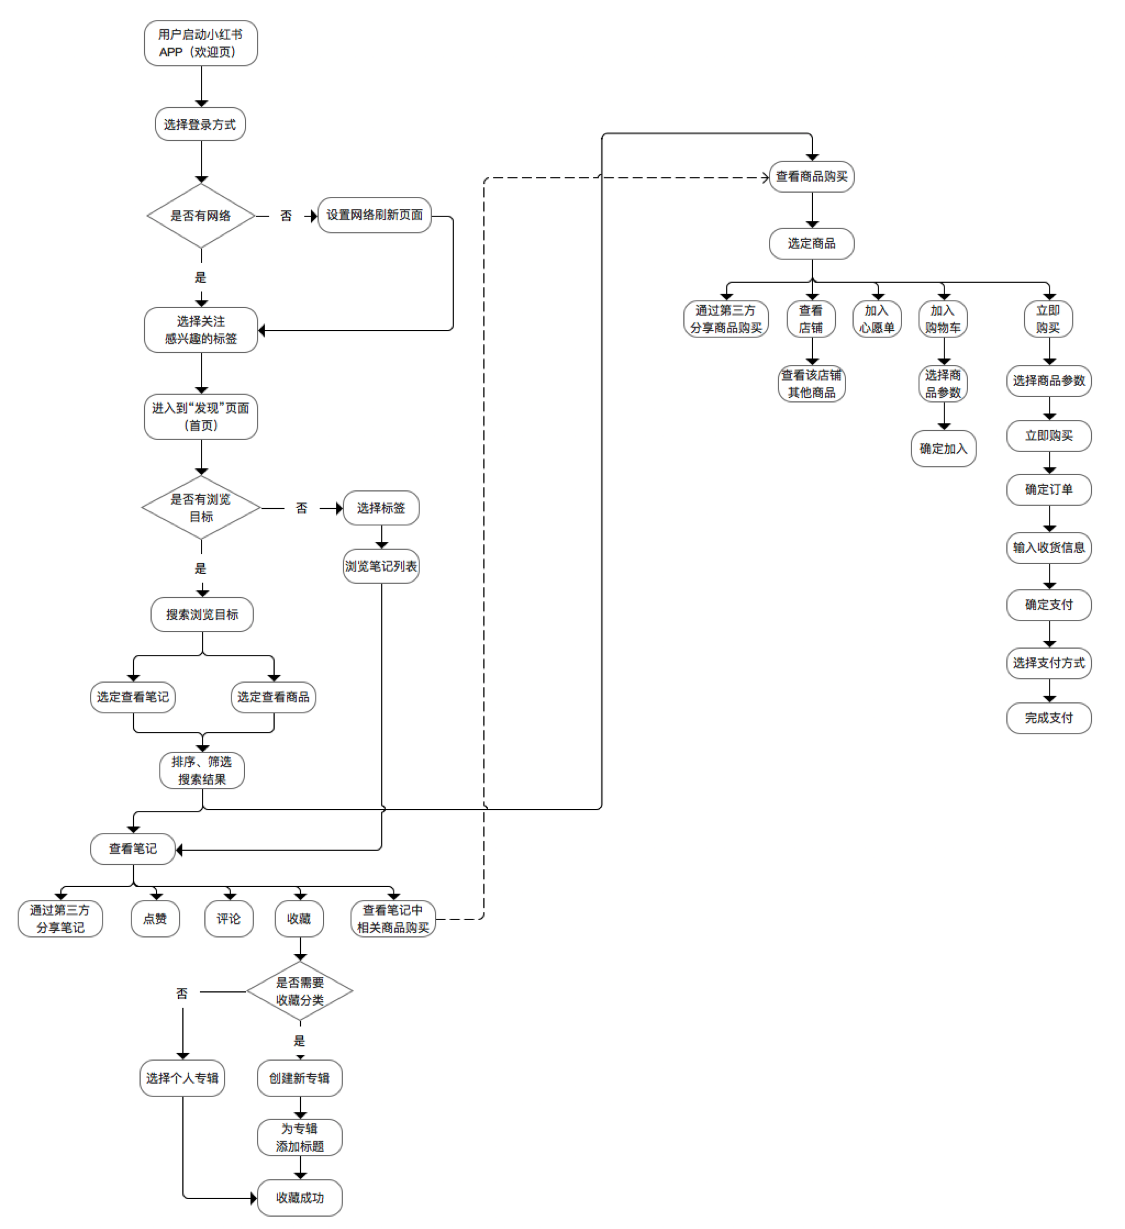 用户启动小红书
APP（欢迎页）
选择登录方式
是否有网络
否
设置网络刷新页面
是
选择关注
感兴趣的标签
进入到“发现”页面
（首页）
是否有浏览
目标
否
选择标签
浏览笔记列表
是
搜索浏览目标
选定查看笔记
选定查看商品
排序、筛选
搜索结果
查看笔记
通过第三方
分享笔记
点赞
评论
收藏
查看笔记中
相关商品购买
是否需要
收藏分类
否
是
选择个人专辑
创建新专辑
为专辑
添加标题
收藏成功
查看商品购买
选定商品
通过第三方
分享商品购买
查看
店铺
加入
心愿单
加入
购物车
立即
购买
查看该店铺
其他商品
选择商
品参数
确定加入
选择商品参数
立即购买
确定订单
输入收货信息
确定支付
选择支付方式
完成支付